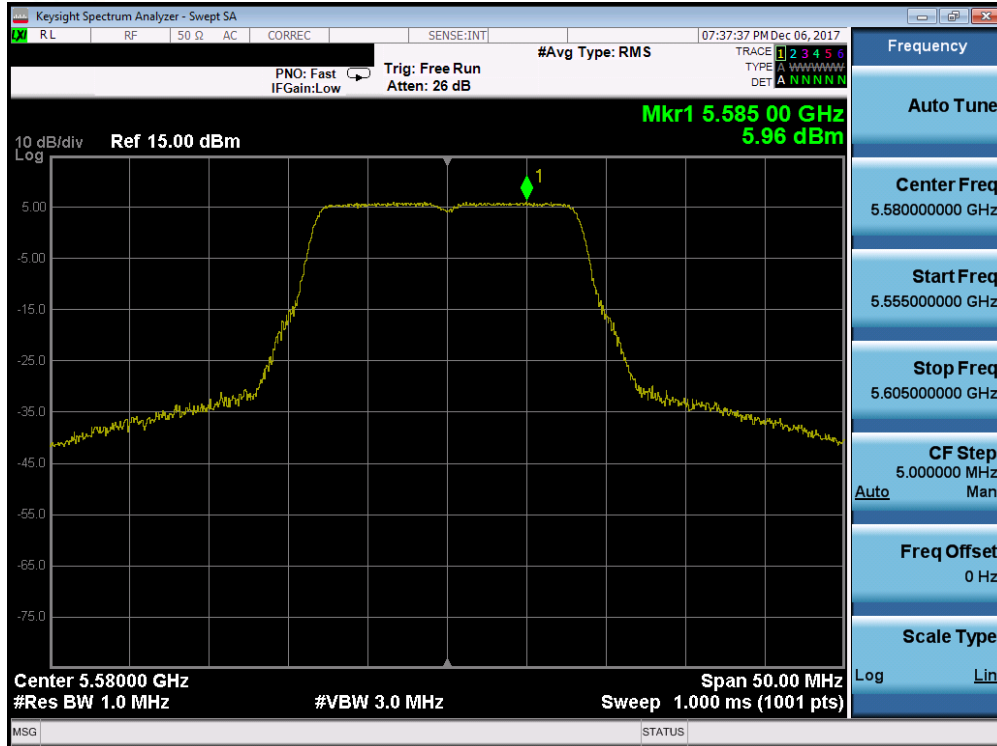 Keysight Spectrum Analyzer - Swept SA
LXI RL RF 50 Ω AC CORREC SENSE:INT 07:37:37 PM Dec 06, 2017
#Avg Type: RMS
TRACE 1 2 3 4 5 6
TYPE A WWWWW
DET A N N N N N
PNO: Fast
IFGain:Low
Trig: Free Run
Atten: 26 dB
Mkr1 5.585 00 GHz
5.96 dBm
10 dB/div Ref 15.00 dBm
Log
1
5.00
-5.00
-15.0
-25.0
-35.0
-45.0
-55.0
-65.0
-75.0
Center 5.58000 GHz Span 50.00 MHz
#Res BW 1.0 MHz #VBW 3.0 MHz Sweep 1.000 ms (1001 pts)
MSG STATUS
Frequency
Auto Tune
Center Freq
5.580000000 GHz
Start Freq
5.555000000 GHz
Stop Freq
5.605000000 GHz
CF Step
5.000000 MHz
Auto Man
Freq Offset
0 Hz
Scale Type
Log Lin